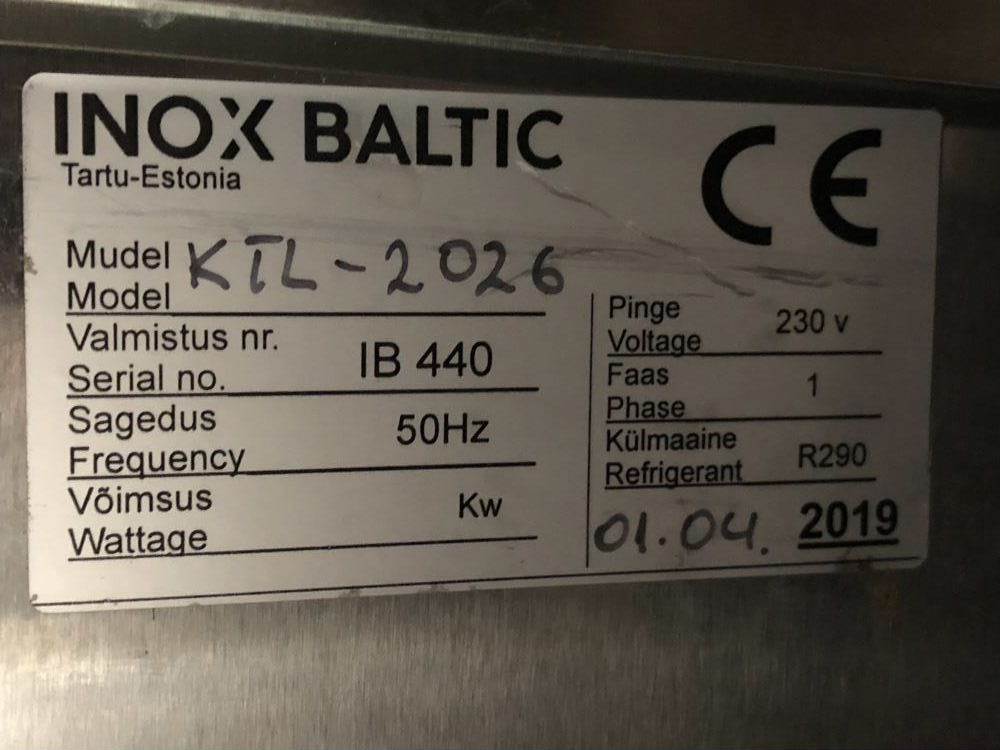 INOX BALTIC
Tartu-Estonia
CE
Mudel
Model
KTL-2026
Valmistus nr.
Serial no.
IB 440
Sagedus
Frequency
50Hz
Võimsus
Wattage
Kw
Pinge
Voltage
230 v
Faas
Phase
1
Külmaaine
Refrigerant
R290
01.04. 2019